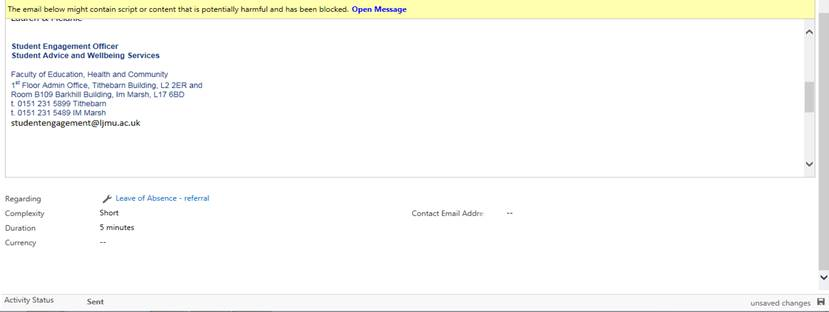 The email below might contain script or content that is potentially harmful and has been blocked. Open Message
Lauren & Melanie
Student Engagement Officer
Student Advice and Wellbeing Services
Faculty of Education, Health and Community
1st Floor Admin Office, Tithebarn Building, L2 2ER and
Room B109 Barkhill Building, Im Marsh, L17 6BD
t. 0151 231 5899 Tithebarn
t. 0151 231 5489 IM Marsh
studentengagement@ljmu.ac.uk
Regarding Leave of Absence - referral
Complexity Short Contact Email Addre --
Duration 5 minutes
Currency --
Activity Status Sent unsaved changes